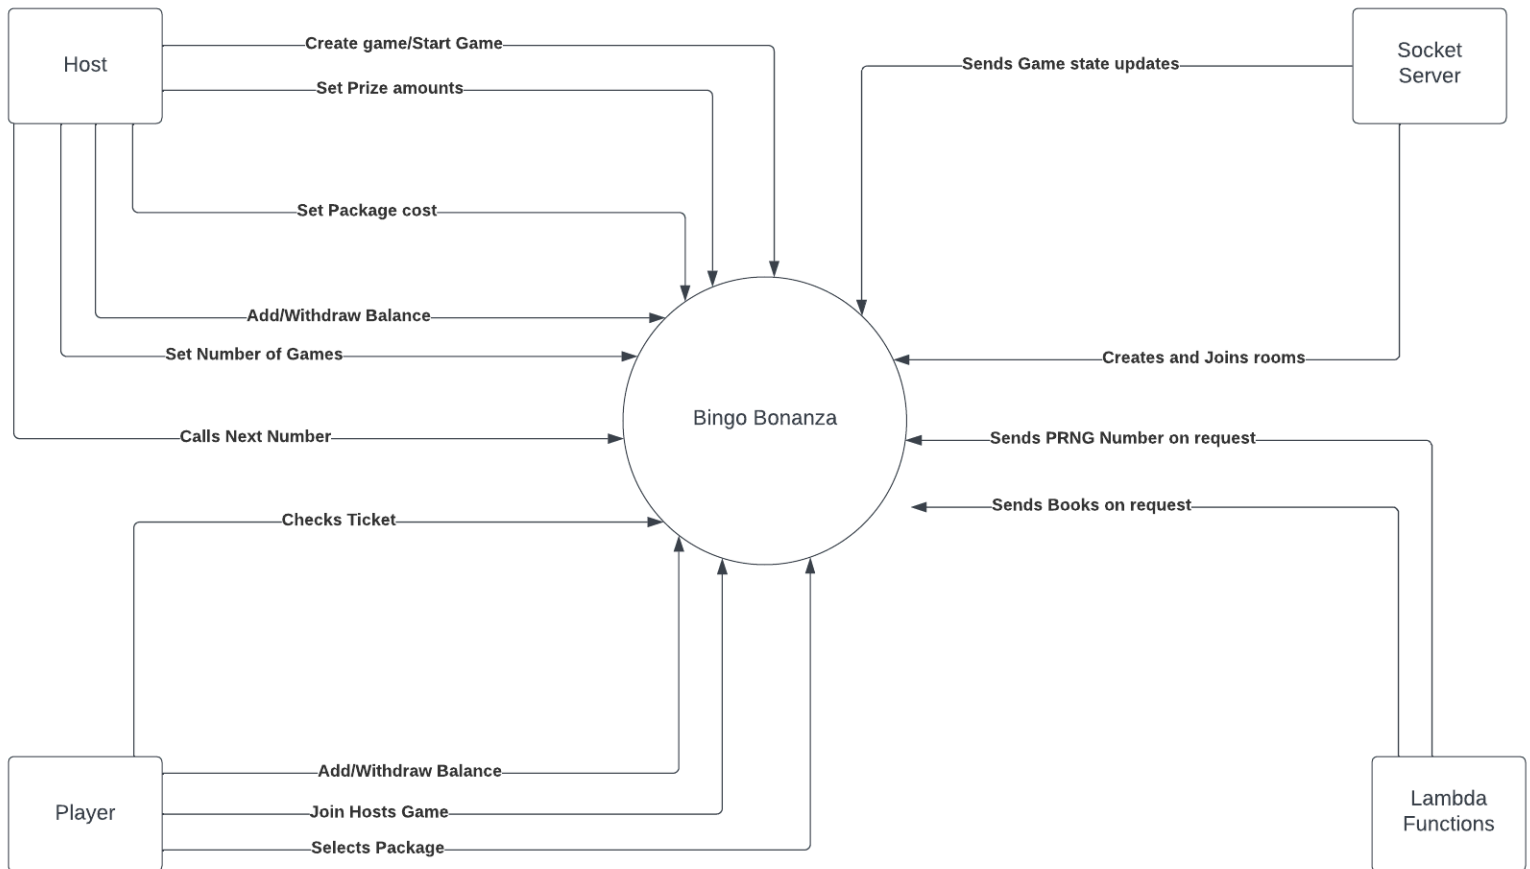 Host
Create game/Start Game
Set Prize amounts
Sends Game state updates
Socket
Server
Set Package cost
Add/Withdraw Balance
Set Number of Games
Creates and Joins rooms
Bingo Bonanza
Calls Next Number
Sends PRNG Number on request
Sends Books on request
Checks Ticket
Add/Withdraw Balance
Player
Join Hosts Game
Selects Package
Lambda
Functions